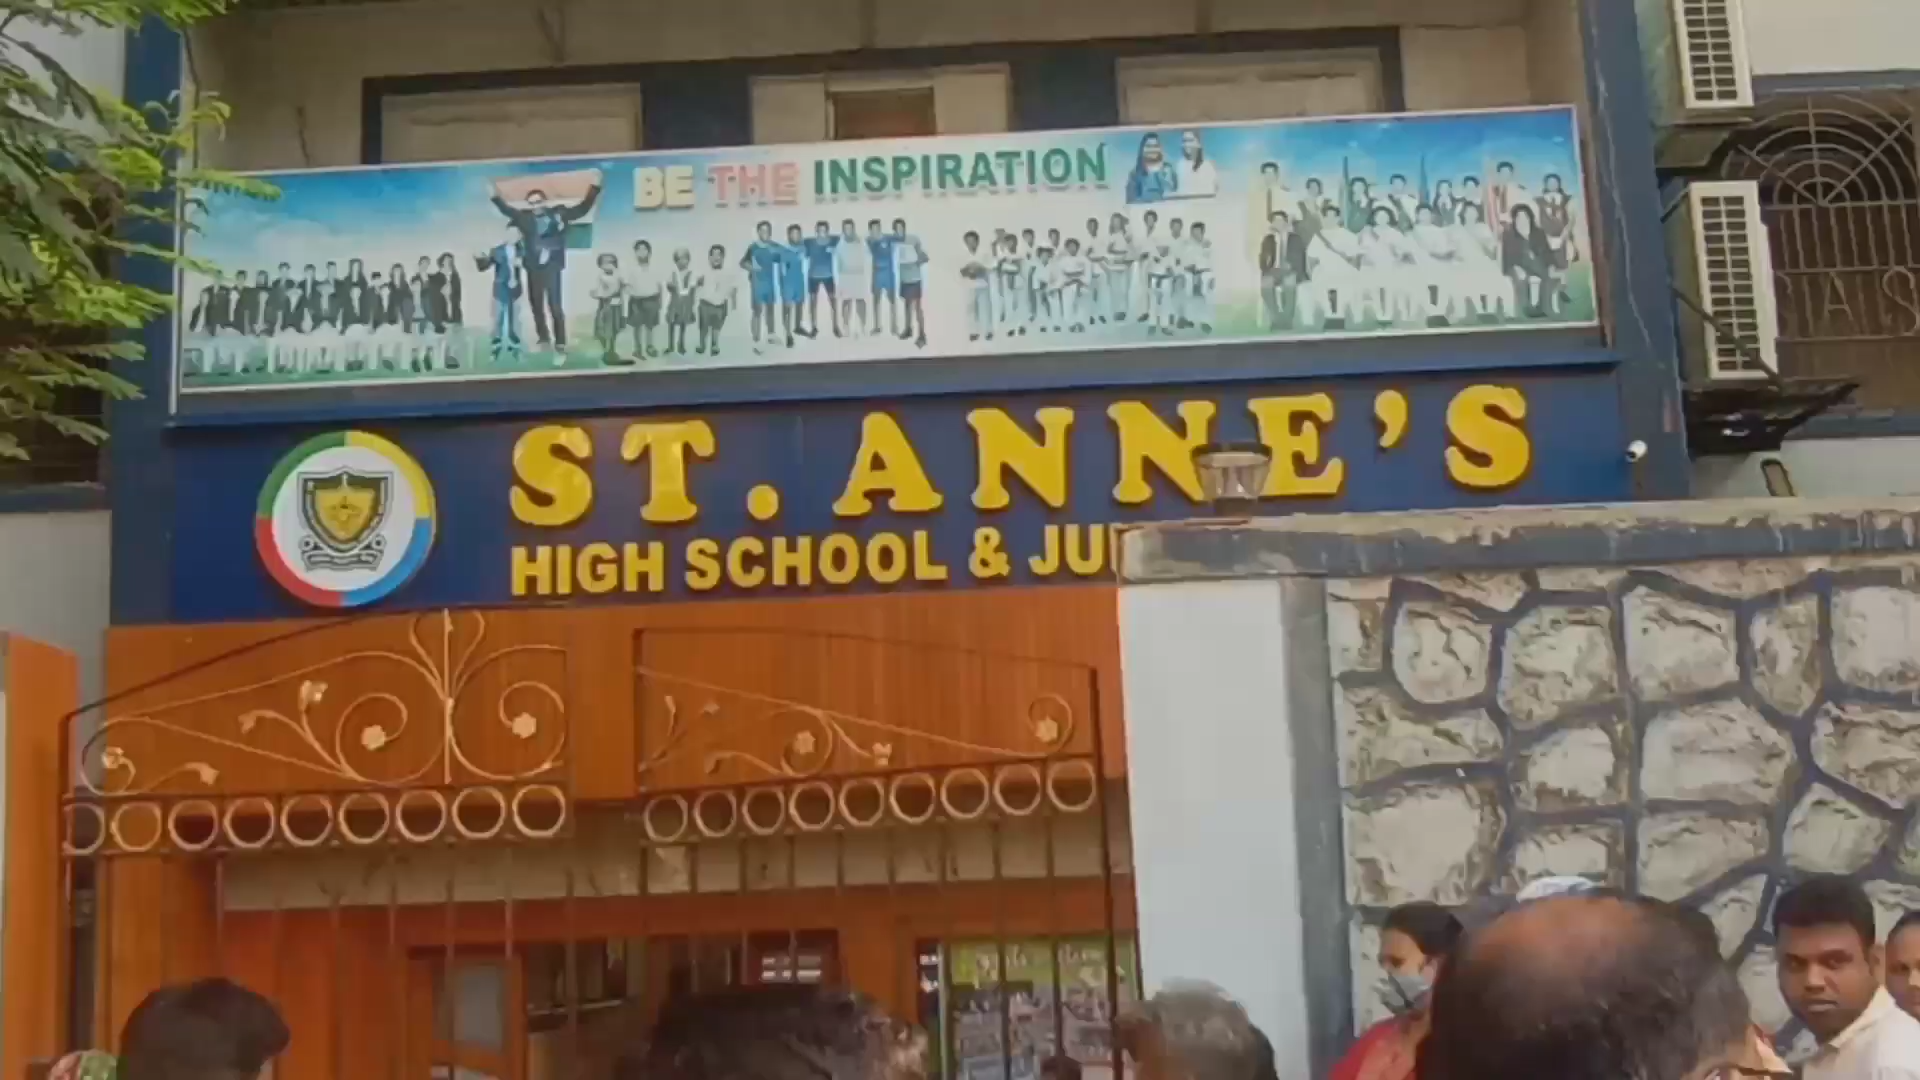 BE THE INSPIRATION
ST. ANNE'S
HIGH SCHOOL & JU